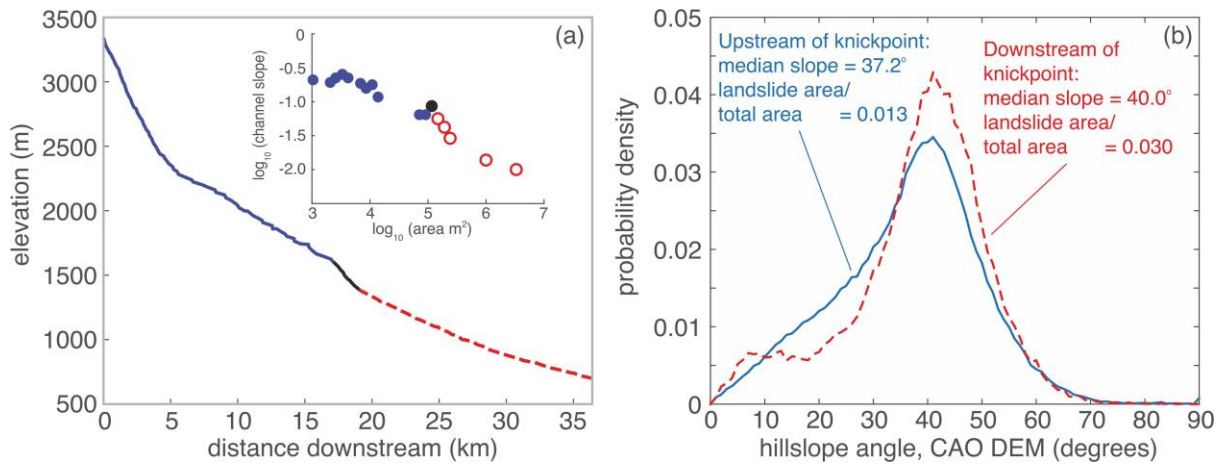 (a)
elevation (m)
3500
3000
2500
2000
1500
1000
500
0
5
10
15
20
25
30
35
distance downstream (km)
log10 (channel slope)
0
-0.5
-1.0
-1.5
-2.0
3
4
5
6
7
log10 (area m2)
(b)
probability density
0.05
0.04
0.03
0.02
0.01
0
0
10
20
30
40
50
60
70
80
90
hillslope angle, CAO DEM (degrees)
Upstream of knickpoint:
median slope = 37.2°
landslide area/
total area = 0.013
Downstream of
knickpoint:
median slope = 40.0°
landslide area/
total area = 0.030